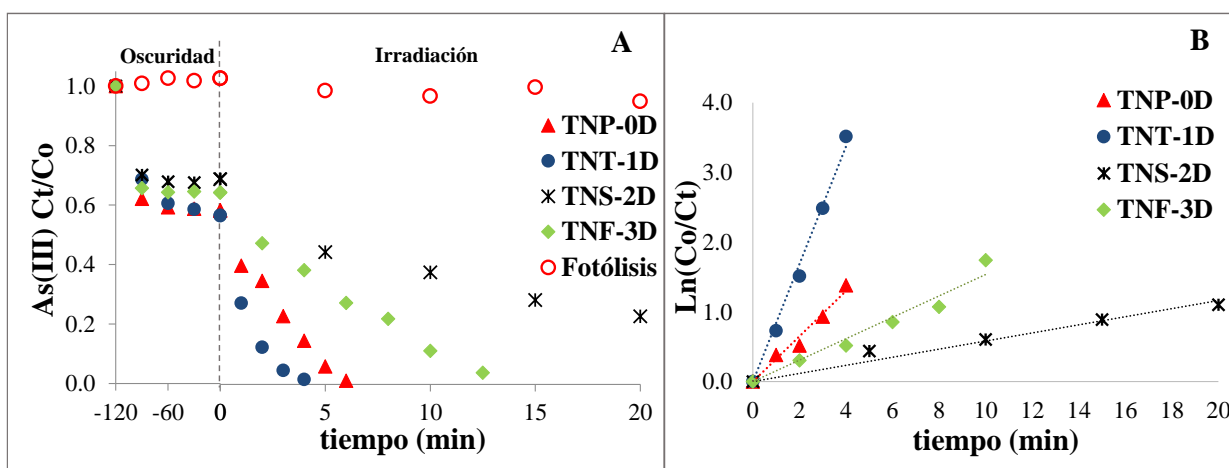 A
Oscuridad
Irradiación
As(III) Ct/Co
1.0
0.8
0.6
0.4
0.2
0.0
-120
-60
0
5
10
15
20
tiempo (min)
TNP-0D
TNT-1D
TNS-2D
TNF-3D
Fotólisis
B
Ln(Co/Ct)
4.0
3.0
2.0
1.0
0.0
0
2
4
6
8
10
12
14
16
18
20
tiempo (min)
TNP-0D
TNT-1D
TNS-2D
TNF-3D